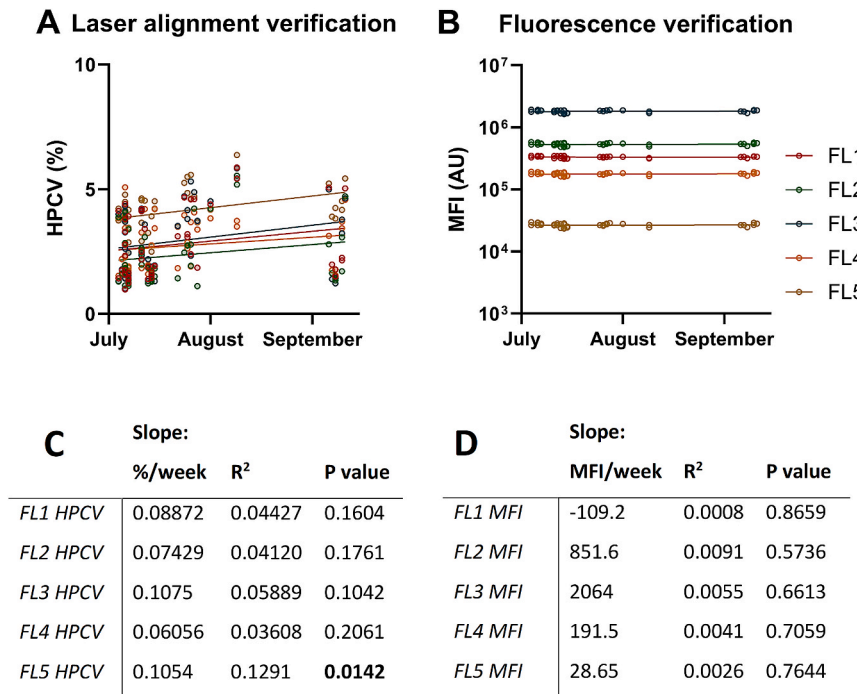 A Laser alignment verification
HPCV (%)
10
5
0
July August September
B Fluorescence verification
MFI (AU)
10⁷
10⁶
10⁵
10⁴
10³
July August September
FL1
FL2
FL3
FL4
FL5
C
Slope:
%/week R² P value
FL1 HPCV 0.08872 0.04427 0.1604
FL2 HPCV 0.07429 0.04120 0.1761
FL3 HPCV 0.1075 0.05889 0.1042
FL4 HPCV 0.06056 0.03608 0.2061
FL5 HPCV 0.1054 0.1291 0.0142
D
Slope:
MFI/week R² P value
FL1 MFI -109.2 0.0008 0.8659
FL2 MFI 851.6 0.0091 0.5736
FL3 MFI 2064 0.0055 0.6613
FL4 MFI 191.5 0.0041 0.7059
FL5 MFI 28.65 0.0026 0.7644